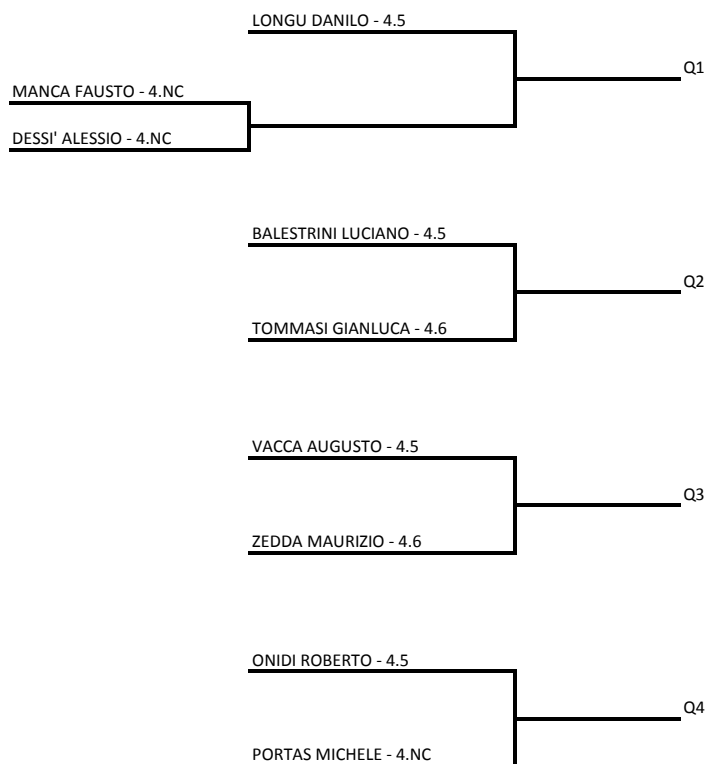 LONGU DANILO - 4.5
Q1
MANCA FAUSTO - 4.NC
DESSI' ALESSIO - 4.NC
BALESTRINI LUCIANO - 4.5
Q2
TOMMASI GIANLUCA - 4.6
VACCA AUGUSTO - 4.5
Q3
ZEDDA MAURIZIO - 4.6
ONIDI ROBERTO - 4.5
Q4
PORTAS MICHELE - 4.NC